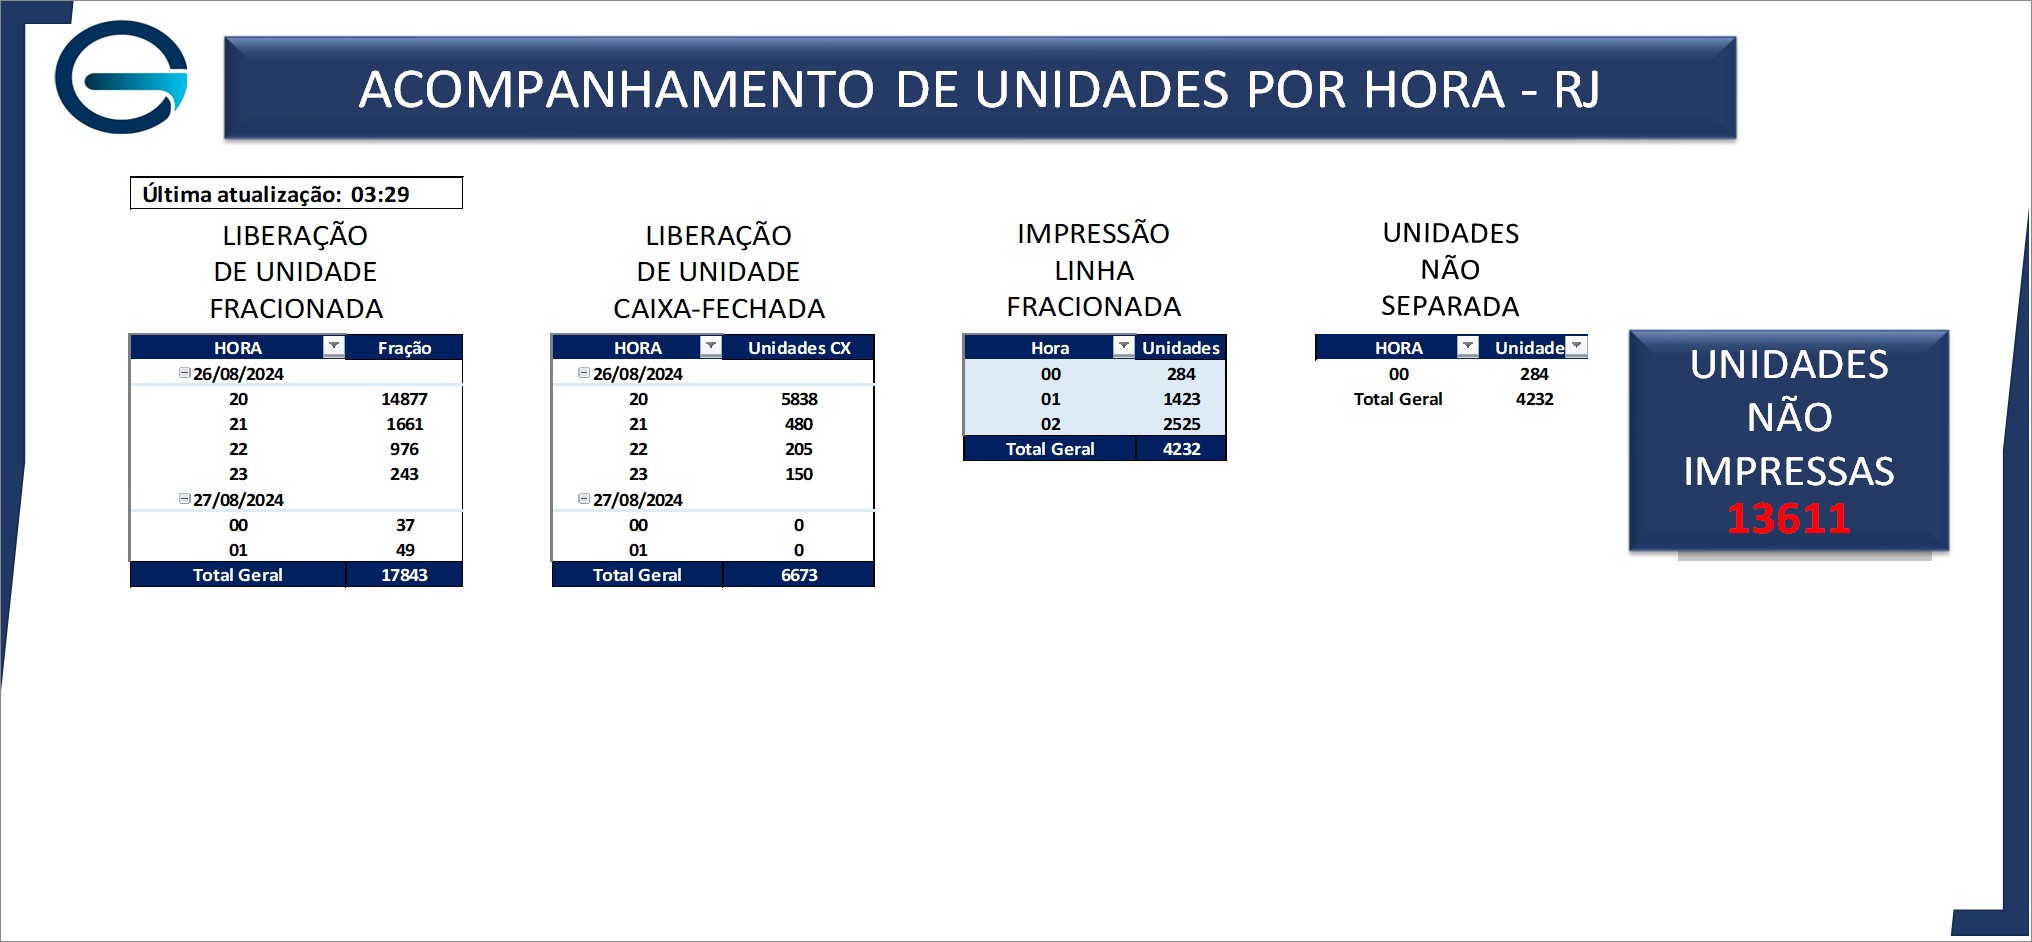 ACOMPANHAMENTO DE UNIDADES POR HORA - RJ
Última atualização: 03:29
LIBERAÇÃO
DE UNIDADE
FRACIONADA
HORA Fração
26/08/2024
20 14877
21 1661
22 976
23 243
27/08/2024
00 37
01 49
Total Geral 17843
LIBERAÇÃO
DE UNIDADE
CAIXA-FECHADA
HORA Unidades CX
26/08/2024
20 5838
21 480
22 205
23 150
27/08/2024
00 0
01 0
Total Geral 6673
IMPRESSÃO
LINHA
FRACIONADA
Hora Unidades
00 284
01 1423
02 2525
Total Geral 4232
UNIDADES
NÃO
SEPARADA
HORA Unidade
00 284
Total Geral 4232
UNIDADES
NÃO
IMPRESSAS
13611